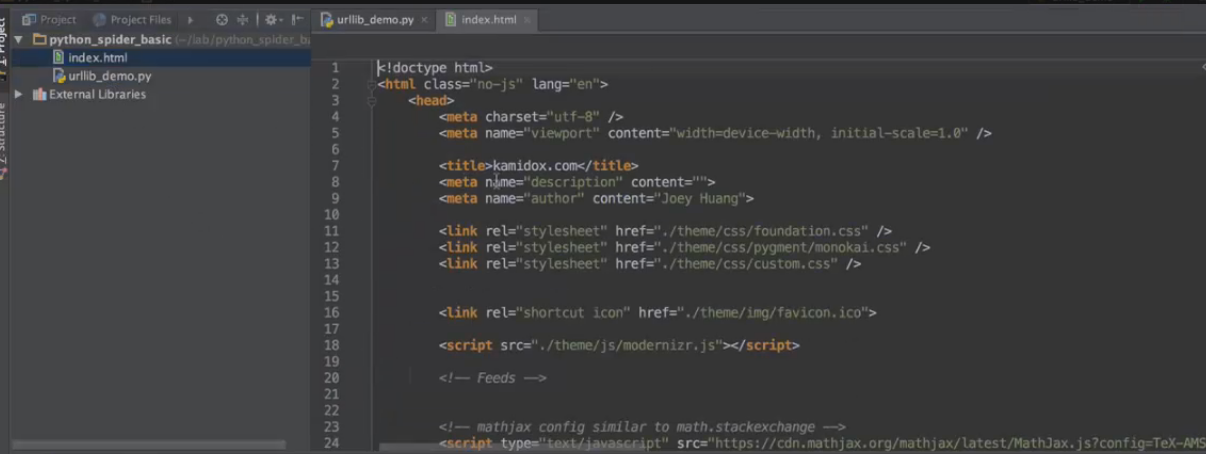 Project Project Files
urllib_demo.py index.html
1: Project
python_spider_basic (~/lab/python_spider_b
index.html
urllib_demo.py
External Libraries
Structure
1 <!doctype html>
2 <html class="no-js" lang="en">
3 <head>
4 <meta charset="utf-8" />
5 <meta name="viewport" content="width=device-width, initial-scale=1.0" />
6
7 <title>kamidox.com</title>
8 <meta name="description" content="">
9 <meta name="author" content="Joey Huang">
10
11 <link rel="stylesheet" href="./theme/css/foundation.css" />
12 <link rel="stylesheet" href="./theme/css/pygment/monokai.css" />
13 <link rel="stylesheet" href="./theme/css/custom.css" />
14
15
16 <link rel="shortcut icon" href="./theme/img/favicon.ico">
17
18 <script src="./theme/js/modernizr.js"></script>
19
20 <!-- Feeds -->
21
22
23 <!-- mathjax config similar to math.stackexchange -->
24 <script type="text/javascript" src="https://cdn.mathjax.org/mathjax/latest/MathJax.js?config=TeX-AMS